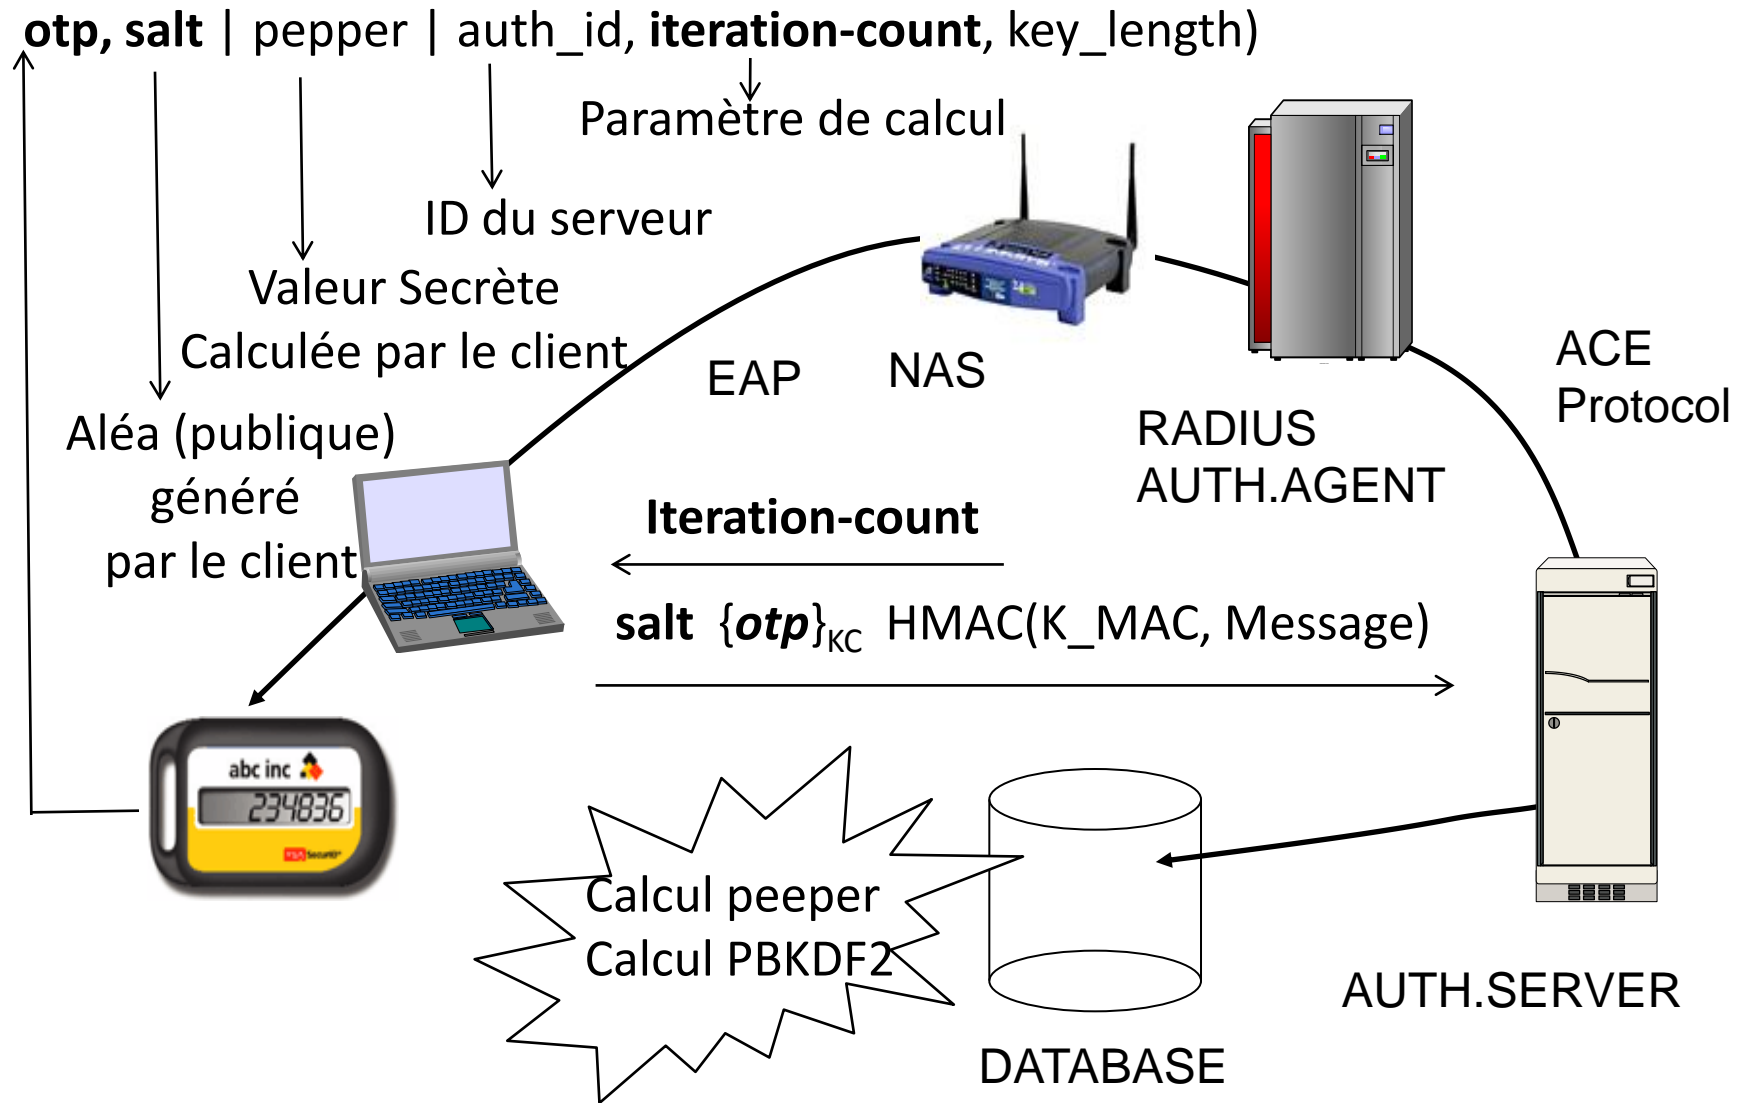 otp, salt | pepper | auth_id, iteration-count, key_length)
Paramètre de calcul
ID du serveur
Valeur Secrète
Calculée par le client
Aléa (publique)
généré
par le client
EAP
NAS
RADIUS
AUTH.AGENT
ACE
Protocol
Iteration-count
salt {otp}KC HMAC(K_MAC, Message)
abc inc
234836
RSA SecurID
Calcul peeper
Calcul PBKDF2
AUTH.SERVER
DATABASE